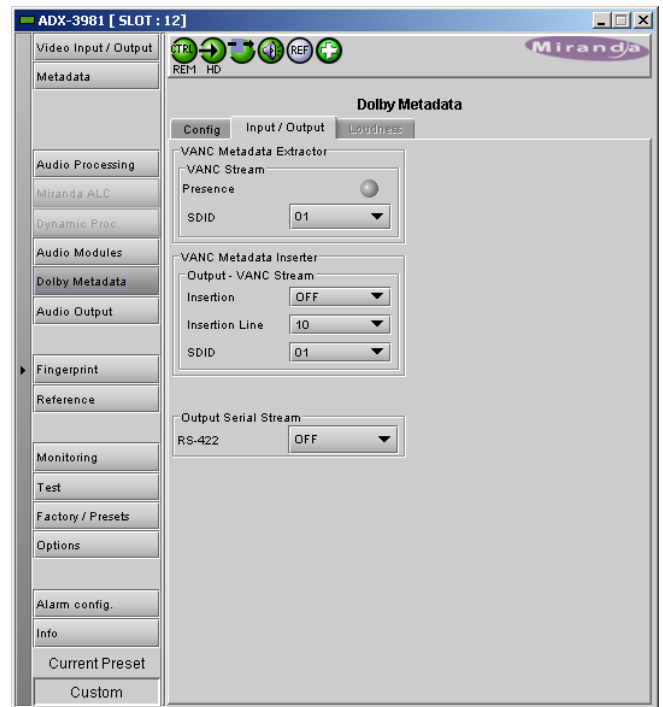 ADX-3981 [ SLOT : 12]
Video Input / Output
Metadata
Audio Processing
Miranda ALC
Dynamic Proc.
Audio Modules
Dolby Metadata
Audio Output
Fingerprint
Reference
Monitoring
Test
Factory / Presets
Options
Alarm config.
Info
Current Preset
Custom
CTRL
REF
REM HD
Miranda
Dolby Metadata
Config Input / Output Loudness
VANC Metadata Extractor
VANC Stream
Presence
SDID 01
VANC Metadata Inserter
Output - VANC Stream
Insertion OFF
Insertion Line 10
SDID 01
Output Serial Stream
RS-422 OFF